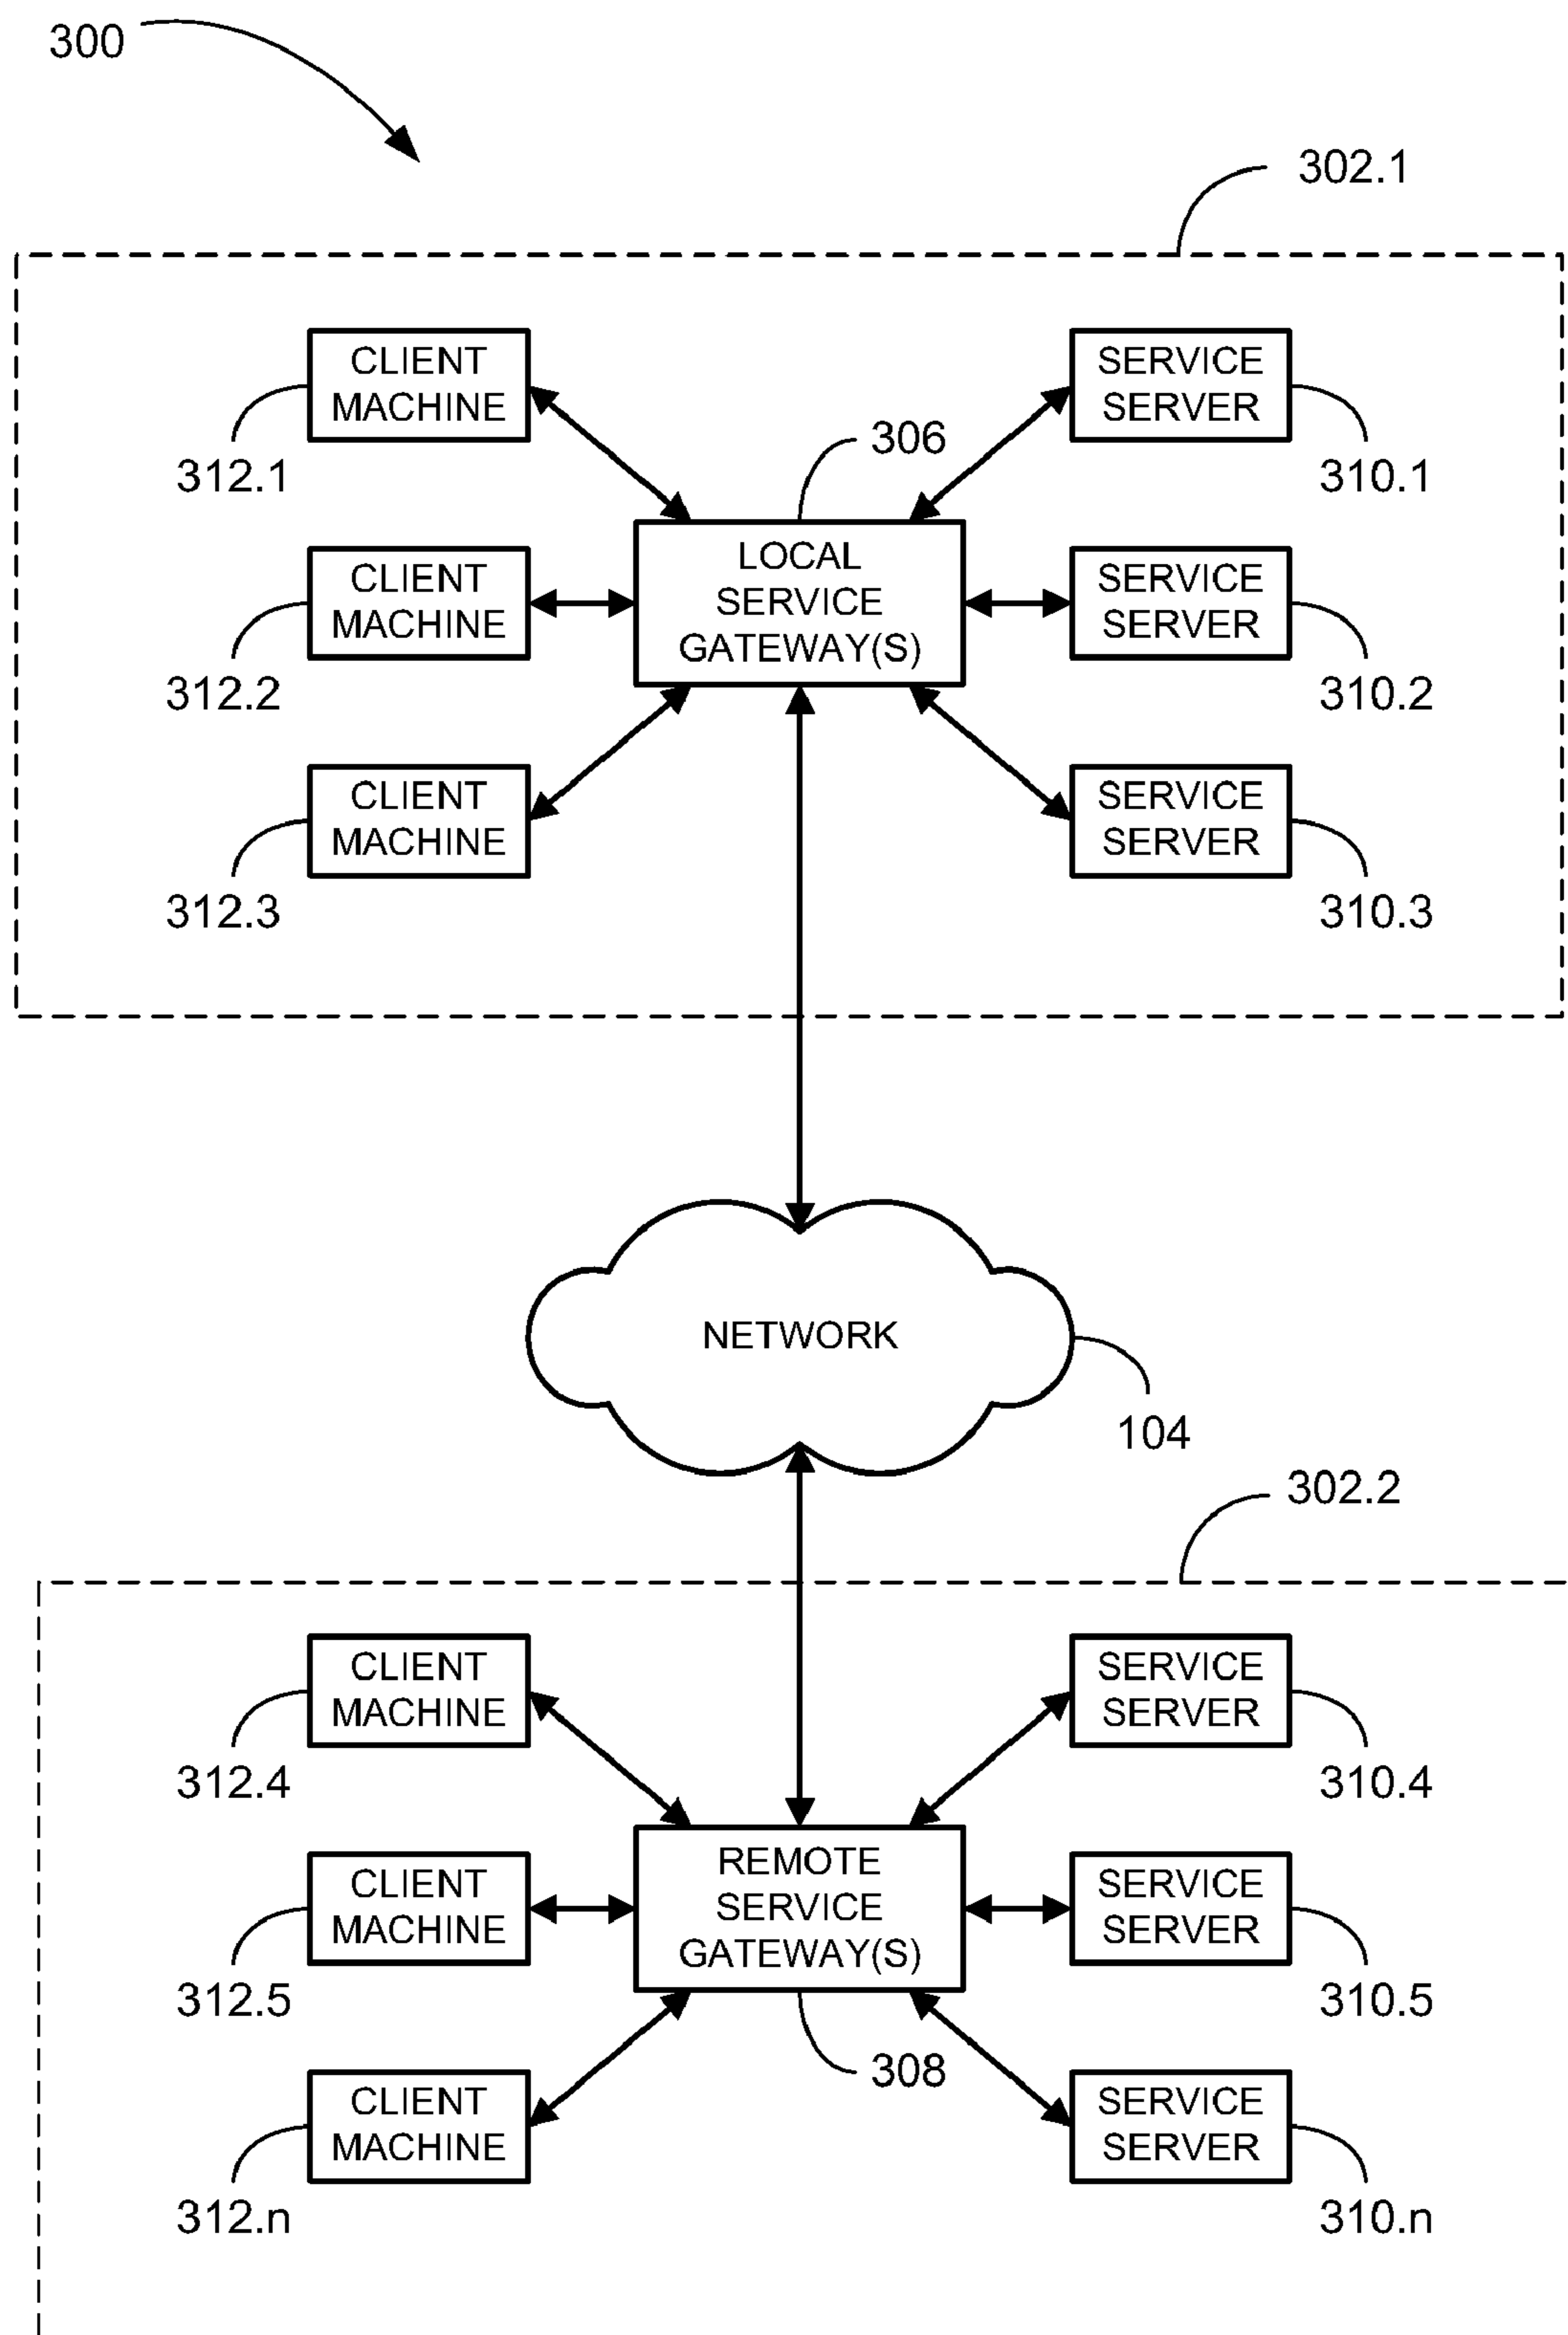 300
302.1
CLIENT
MACHINE
SERVICE
SERVER
306
312.1
310.1
LOCAL
SERVICE
GATEWAY(S)
CLIENT
MACHINE
SERVICE
SERVER
312.2
310.2
CLIENT
MACHINE
SERVICE
SERVER
312.3
310.3
NETWORK
104
302.2
CLIENT
MACHINE
SERVICE
SERVER
312.4
310.4
REMOTE
SERVICE
GATEWAY(S)
CLIENT
MACHINE
SERVICE
SERVER
312.5
310.5
308
CLIENT
MACHINE
SERVICE
SERVER
312.n
310.n